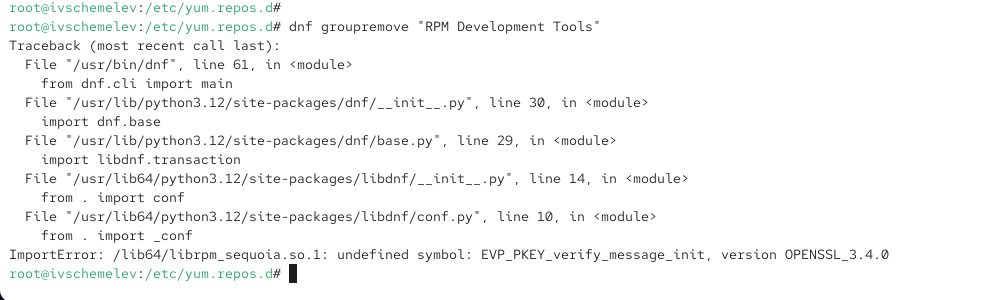 root@ivschemelev:/etc/yum.repos.d#
root@ivschemelev:/etc/yum.repos.d# dnf groupremove "RPM Development Tools"
Traceback (most recent call last):
  File "/usr/bin/dnf", line 61, in <module>
    from dnf.cli import main
  File "/usr/lib/python3.12/site-packages/dnf/__init__.py", line 30, in <module>
    import dnf.base
  File "/usr/lib/python3.12/site-packages/dnf/base.py", line 29, in <module>
    import libdnf.transaction
  File "/usr/lib64/python3.12/site-packages/libdnf/__init__.py", line 14, in <module>
    from . import conf
  File "/usr/lib64/python3.12/site-packages/libdnf/conf.py", line 10, in <module>
    from . import _conf
ImportError: /lib64/librpm_sequoia.so.1: undefined symbol: EVP_PKEY_verify_message_init, version OPENSSL_3.4.0
root@ivschemelev:/etc/yum.repos.d#